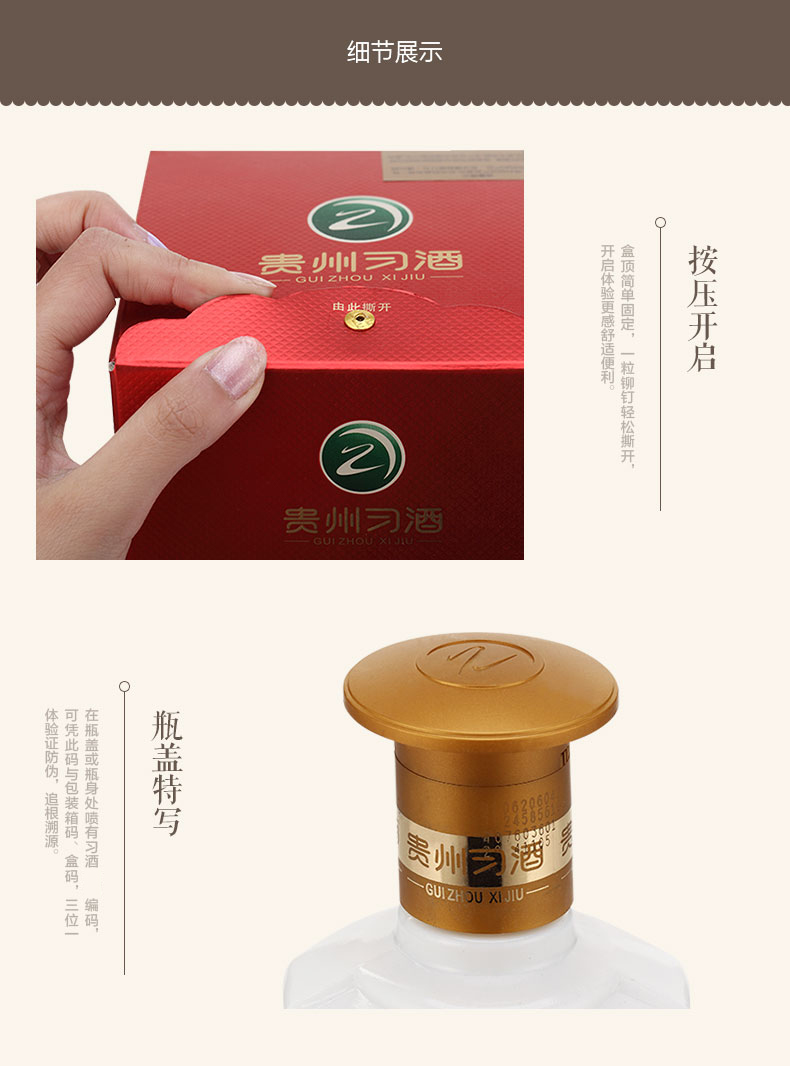 细节展示
贵州习酒
GUI ZHOU XI JIU
由此撕开
贵州习酒
GUI ZHOU XI JIU
按压开启
盒顶简单固定，一粒铆钉轻松撕开，
开启体验更感舒适便利。
瓶盖特写
在瓶盖或瓶身处喷有习酒 编码，
可凭此码与包装箱码、盒码，三位一
体验证防伪，追根溯源。
贵州习酒
GUI ZHOU XI JIU